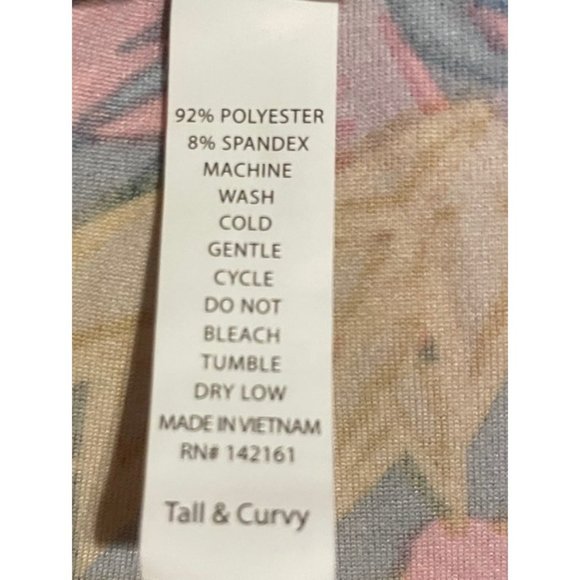 92% POLYESTER
8% SPANDEX
MACHINE
WASH
COLD
GENTLE
CYCLE
DO NOT
BLEACH
TUMBLE
DRY LOW
MADE IN VIETNAM
RN# 142161
Tall & Curvy